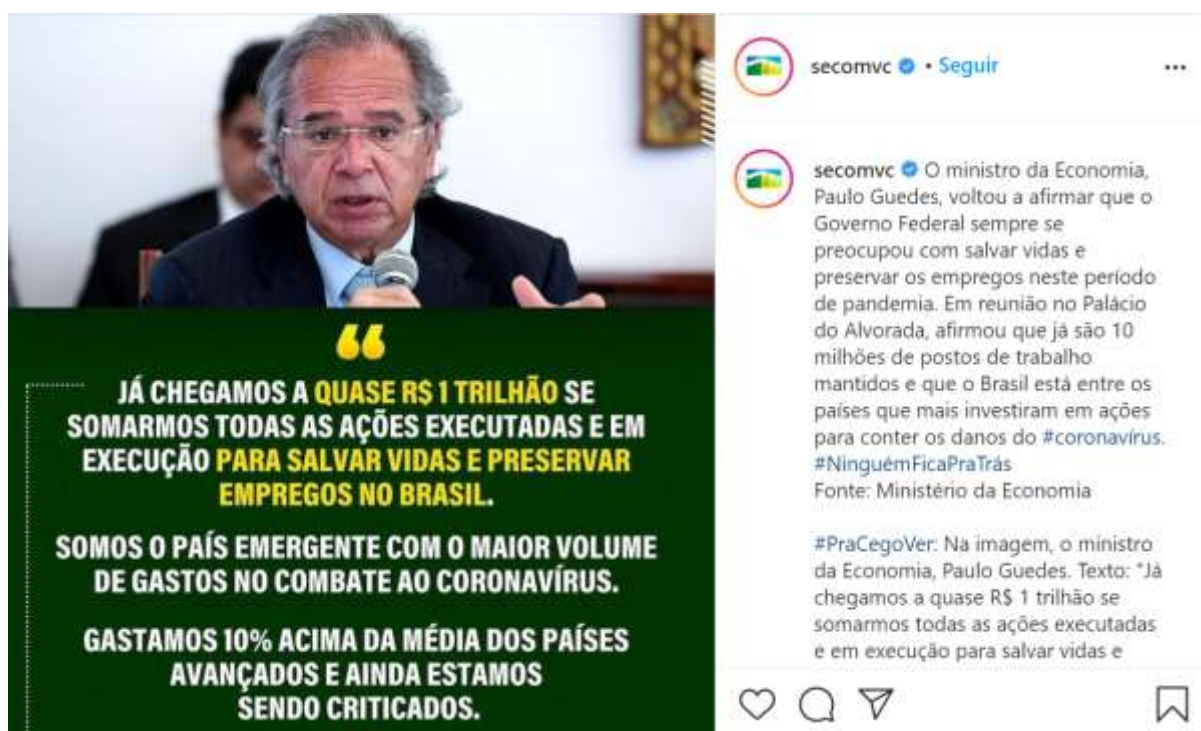 “
JÁ CHEGAMOS A QUASE R$ 1 TRILHÃO SE
SOMARMOS TODAS AS AÇÕES EXECUTADAS E EM
EXECUÇÃO PARA SALVAR VIDAS E PRESERVAR
EMPREGOS NO BRASIL.
SOMOS O PAÍS EMERGENTE COM O MAIOR VOLUME
DE GASTOS NO COMBATE AO CORONAVÍRUS.
GASTAMOS 10% ACIMA DA MÉDIA DOS PAÍSES
AVANÇADOS E AINDA ESTAMOS
SENDO CRITICADOS.
secomvc • Seguir
secomvc O ministro da Economia,
Paulo Guedes, voltou a afirmar que o
Governo Federal sempre se
preocupou com salvar vidas e
preservar os empregos neste período
de pandemia. Em reunião no Palácio
do Alvorada, afirmou que já são 10
milhões de postos de trabalho
mantidos e que o Brasil está entre os
países que mais investiram em ações
para conter os danos do #coronavírus.
#NinguémFicaPraTrás
Fonte: Ministério da Economia
#PraCegoVer: Na imagem, o ministro
da Economia, Paulo Guedes. Texto: "Já
chegamos a quase R$ 1 trilhão se
somarmos todas as ações executadas
e em execução para salvar vidas e